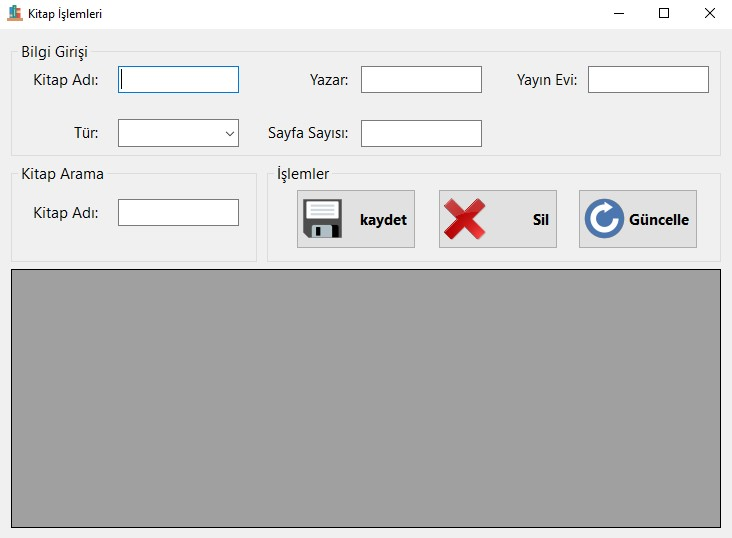 Kitap İşlemleri
Bilgi Girişi
Kitap Adı:
Yazar:
Yayın Evi:
Tür:
Sayfa Sayısı:
Kitap Arama
Kitap Adı:
İşlemler
kaydet
Sil
Güncelle